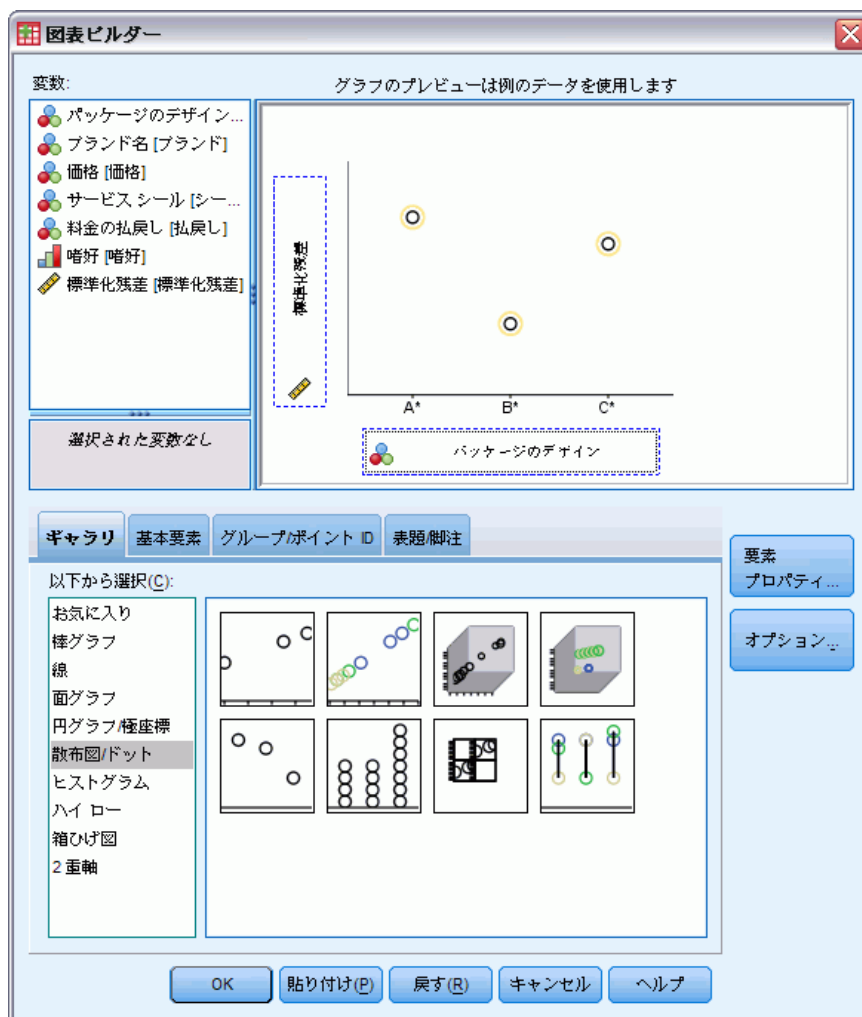 図表ビルダー
変数:
グラフのプレビューは例のデータを使用します
パッケージのデザイン...
ブランド名 [ブランド]
価格 [価格]
サービス シール [シー...
料金の払戻し [払戻し]
嗜好 [嗜好]
標準化残差 [標準化残差]
選択された変数なし
標準化残差
A*
B*
C*
パッケージのデザイン
ギャラリ
基本要素
グループ/ポイント ID
表題/脚注
以下から選択(C):
お気に入り
棒グラフ
線
面グラフ
円グラフ/極座標
散布図/ドット
ヒストグラム
ハイ ロー
箱ひげ図
2 重軸
要素
プロパティ...
オプション...
OK
貼り付け(P)
戻す(R)
キャンセル
ヘルプ